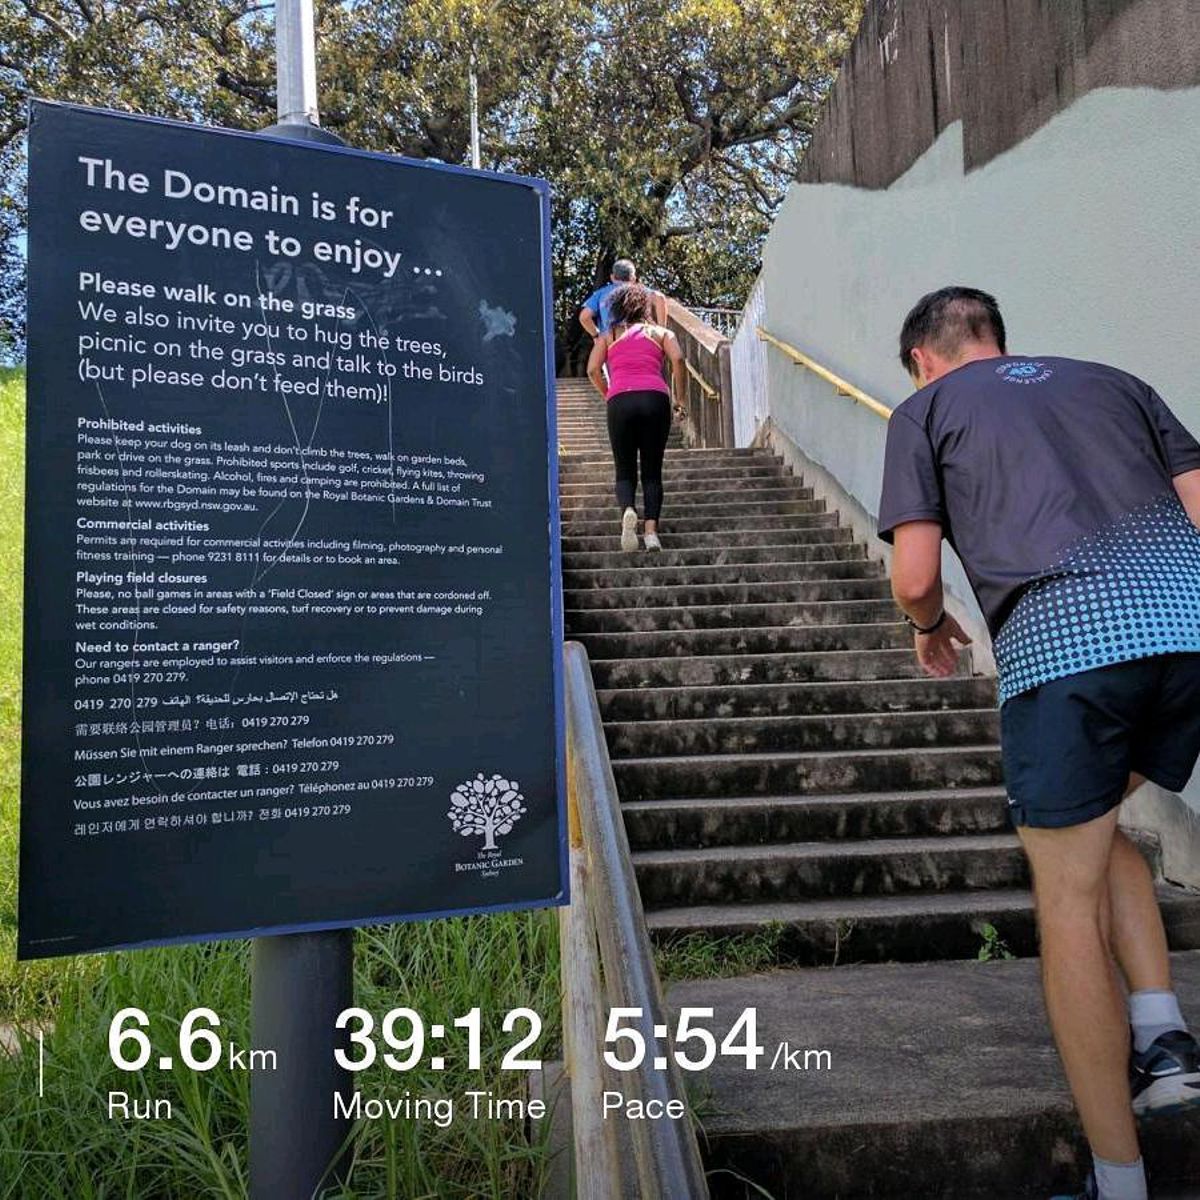 The Domain is for
everyone to enjoy ...
Please walk on the grass
We also invite you to hug the trees,
picnic on the grass and talk to the birds
(but please don't feed them)!
Prohibited activities
Please keep your dog on its leash and don't climb the trees, walk on garden beds,
park or drive on the grass. Prohibited sports include golf, cricket, flying kites, throwing
frisbees and rollerskating. Alcohol, fires and camping are prohibited. A full list of
regulations for the Domain may be found on the Royal Botanic Gardens & Domain Trust
website at www.rbgsyd.nsw.gov.au.
Commercial activities
Permits are required for commercial activities including filming, photography and personal
fitness training — phone 9231 8111 for details or to book an area.
Playing field closures
Please, no ball games in areas with a 'Field Closed' sign or areas that are cordoned off.
These areas are closed for safety reasons, turf recovery or to prevent damage during
wet conditions.
Need to contact a ranger?
Our rangers are employed to assist visitors and enforce the regulations —
phone 0419 270 279.
هل تحتاج الإتصال بحارس للحديقة؟ الهاتف 279 270 0419
需要联络公园管理员？电话：0419 270 279
Müssen Sie mit einem Ranger sprechen? Telefon 0419 270 279
公園レンジャーへの連絡は 電話：0419 270 279
Vous avez besoin de contacter un ranger? Téléphonez au 0419 270 279
레인저에게 연락하셔야 합니까? 전화 0419 270 279
The Royal
BOTANIC GARDEN
Sydney
CORPORATE
CHALLENGE
6.6 km
Run
39:12
Moving Time
5:54 /km
Pace